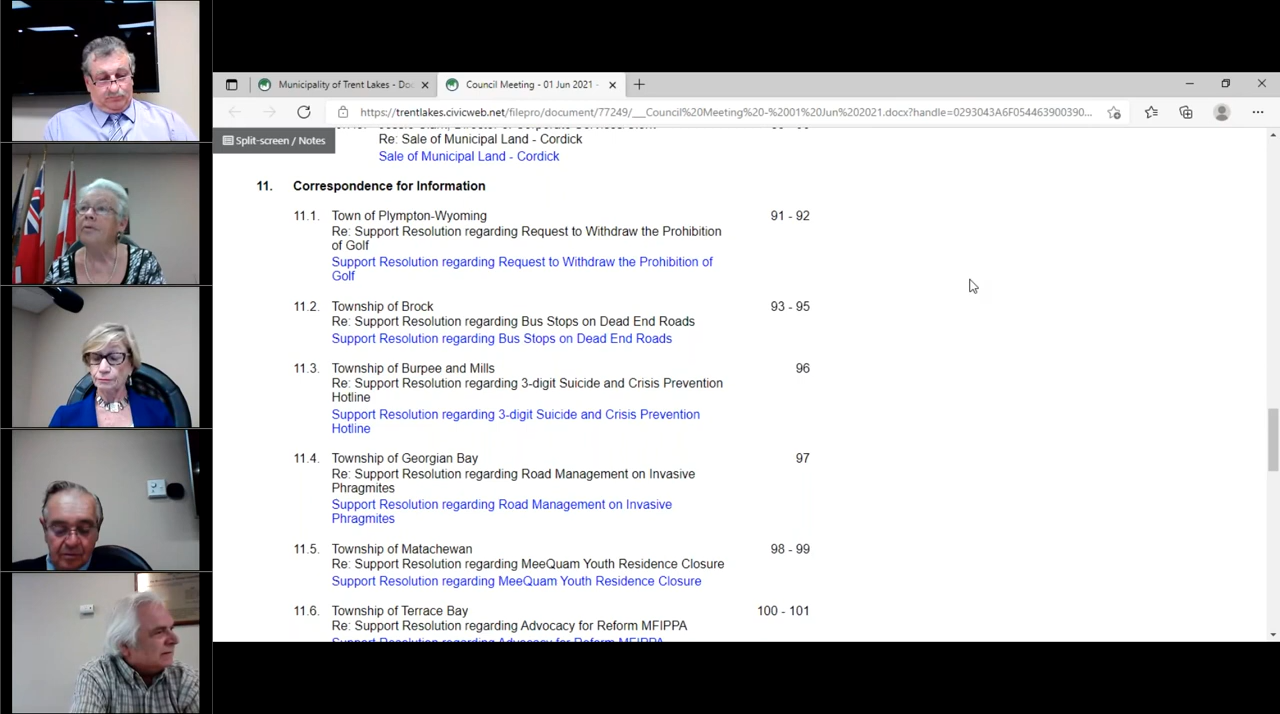 Municipality of Trent Lakes - Doc
Council Meeting - 01 Jun 2021 -
https://trentlakes.civicweb.net/filepro/document/77249/__Council%20Meeting%20-%2001%20Jun%202021.docx?handle=0293043A6F054463900390...
Split-screen / Notes
Re: Sale of Municipal Land - Cordick
Sale of Municipal Land - Cordick
11. Correspondence for Information
11.1. Town of Plympton-Wyoming 91 - 92
Re: Support Resolution regarding Request to Withdraw the Prohibition
of Golf
Support Resolution regarding Request to Withdraw the Prohibition of
Golf
11.2. Township of Brock 93 - 95
Re: Support Resolution regarding Bus Stops on Dead End Roads
Support Resolution regarding Bus Stops on Dead End Roads
11.3. Township of Burpee and Mills 96
Re: Support Resolution regarding 3-digit Suicide and Crisis Prevention
Hotline
Support Resolution regarding 3-digit Suicide and Crisis Prevention
Hotline
11.4. Township of Georgian Bay 97
Re: Support Resolution regarding Road Management on Invasive
Phragmites
Support Resolution regarding Road Management on Invasive
Phragmites
11.5. Township of Matachewan 98 - 99
Re: Support Resolution regarding MeeQuam Youth Residence Closure
Support Resolution regarding MeeQuam Youth Residence Closure
11.6. Township of Terrace Bay 100 - 101
Re: Support Resolution regarding Advocacy for Reform MFIPPA
Support Resolution regarding Advocacy for Reform MFIPPA